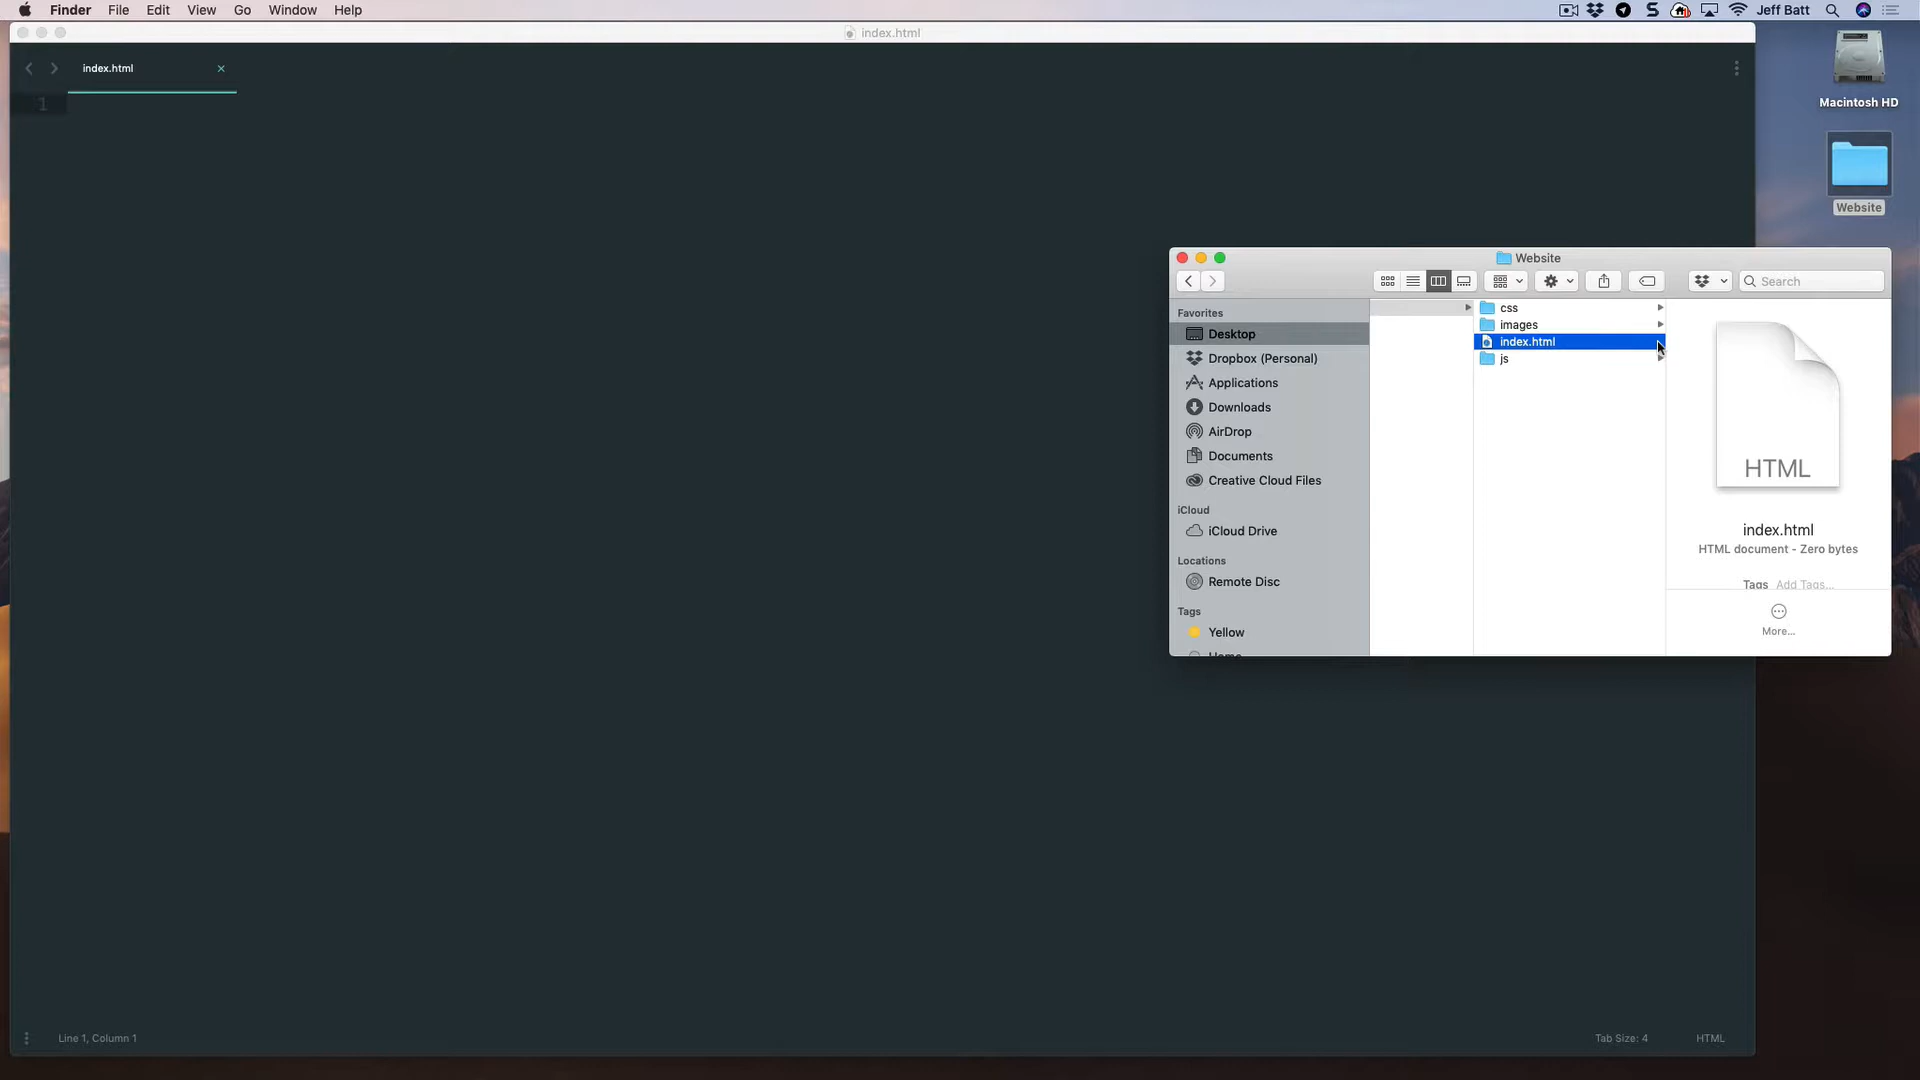 Finder File Edit View Go Window Help
Jeff Batt
index.html
index.html
1
Macintosh HD
Website
Website
Search
Favorites
Desktop
Dropbox (Personal)
Applications
Downloads
AirDrop
Documents
Creative Cloud Files
iCloud
iCloud Drive
Locations
Remote Disc
Tags
Yellow
Home
css
images
index.html
js
HTML
index.html
HTML document - Zero bytes
Tags Add Tags...
More...
Line 1, Column 1
Tab Size: 4
HTML